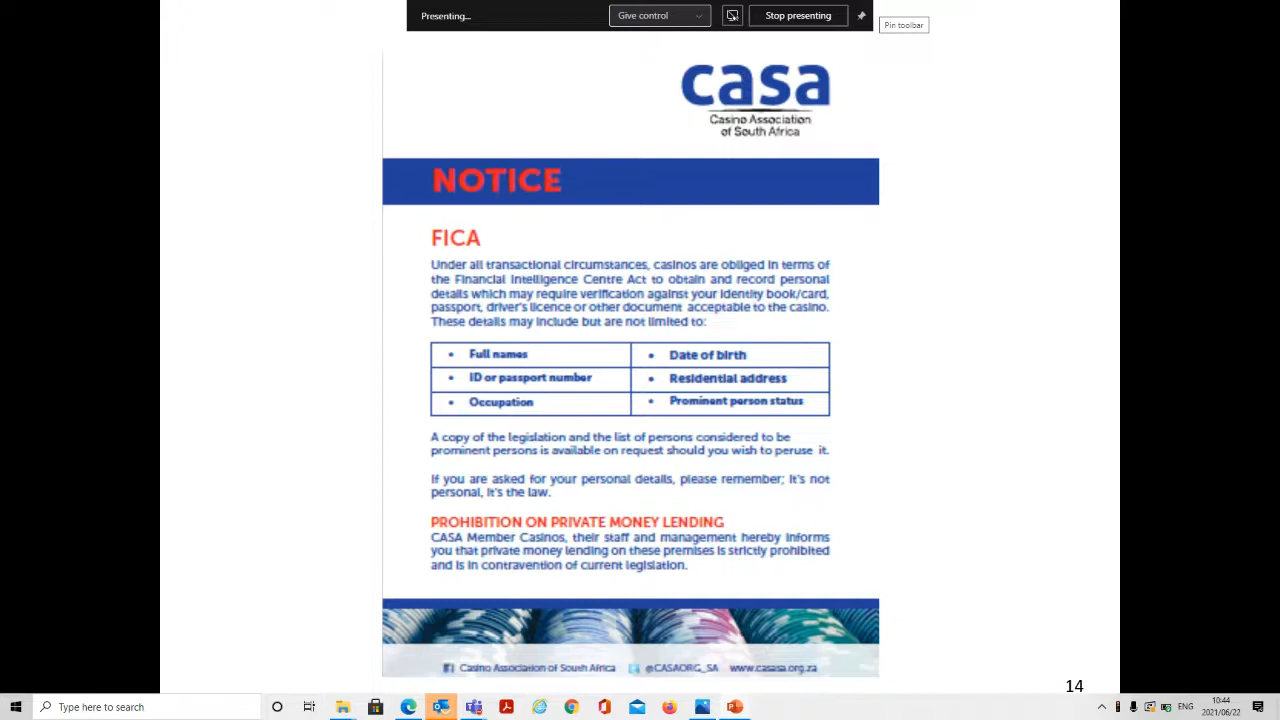 Presenting...
Give control
Stop presenting
Pin toolbar
casa
Casino Association
of South Africa
NOTICE
FICA
Under all transactional circumstances, casinos are obliged in terms of
the Financial Intelligence Centre Act to obtain and record personal
details which may require verification against your identity book/card,
passport, driver's licence or other document acceptable to the casino.
These details may include but are not limited to:
• Full names
• Date of birth
• ID or passport number
• Residential address
• Occupation
• Prominent person status
A copy of the legislation and the list of persons considered to be
prominent persons is available on request should you wish to peruse it.
If you are asked for your personal details, please remember; it's not
personal, it's the law.
PROHIBITION ON PRIVATE MONEY LENDING
CASA Member Casinos, their staff and management hereby informs
you that private money lending on these premises is strictly prohibited
and is in contravention of current legislation.
Casino Association of South Africa @CASAORG_SA www.casasa.org.za
14
Type here to search
ENG
10:44
2021/06/22